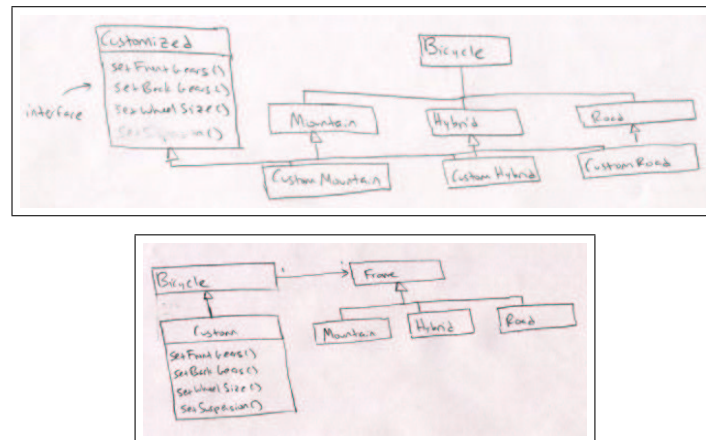 Customized
setFrontGears()
setBackGears()
setWheelSize()
interface
Bicycle
Mountain
Hybrid
Road
CustomMountain
CustomHybrid
CustomRoad
Bicycle
Frame
Custom
setFrontGears()
setBackGears()
setWheelSize()
Mountain
Hybrid
Road